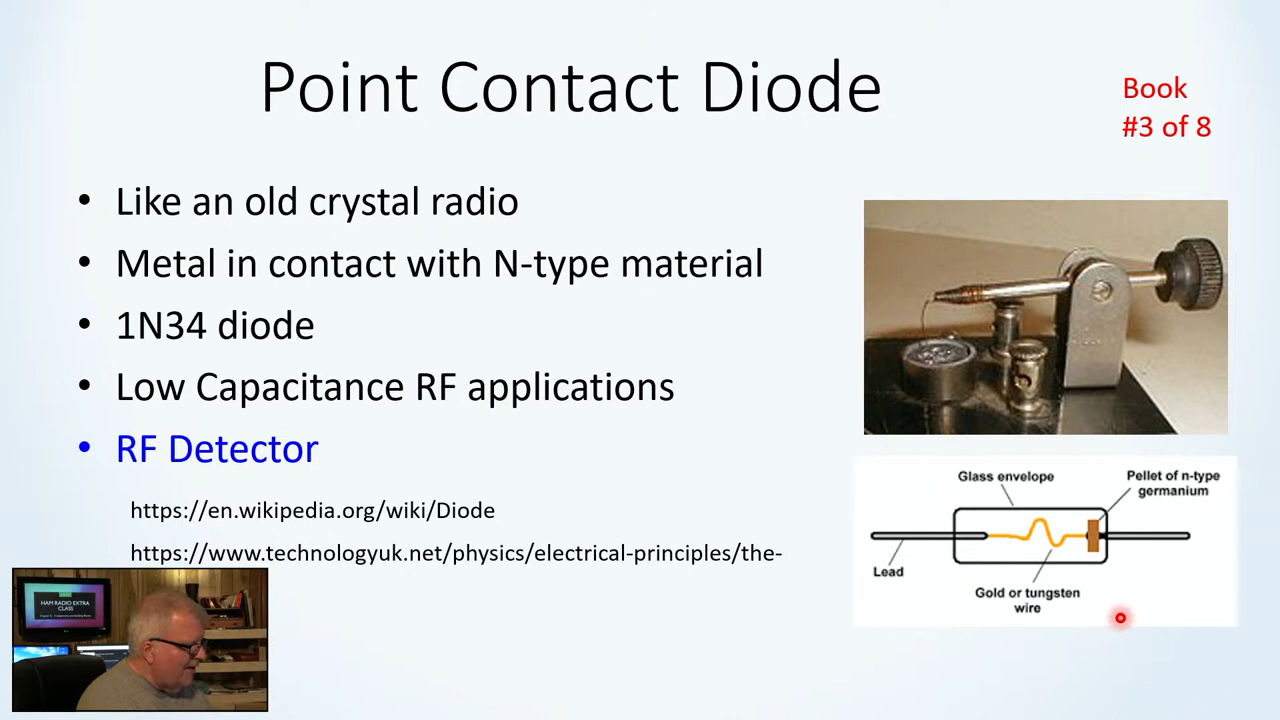 Point Contact Diode
Book
#3 of 8
• Like an old crystal radio
• Metal in contact with N-type material
• 1N34 diode
• Low Capacitance RF applications
• RF Detector
https://en.wikipedia.org/wiki/Diode
https://www.technologyuk.net/physics/electrical-principles/the-
Glass envelope
Pellet of n-type
germanium
Lead
Gold or tungsten
wire
HAM RADIO EXTRA
CLASS